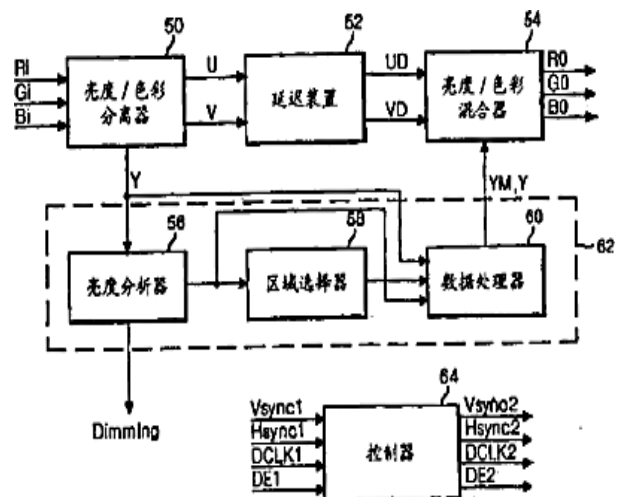 50
52
54
Ri
Gi
Bi
亮度/色彩
分离器
U
V
延迟装置
UD
VD
亮度/色彩
混合器
R0
G0
B0
Y
YM,Y
56
58
60
62
亮度分析器
区域选择器
数据处理器
Dimming
64
Vsync1
Hsync1
DCLK1
DE1
控制器
Vsync2
Hsync2
DCLK2
DE2